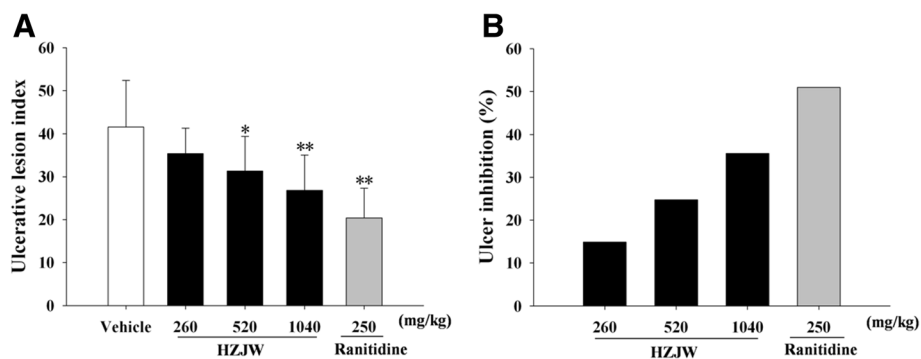 A
Ulcerative lesion index
60
50
40
30
20
10
0
*
**
**
Vehicle 260 520 1040 250 (mg/kg)
HZJW Ranitidine
B
Ulcer inhibition (%)
60
50
40
30
20
10
0
260 520 1040 250 (mg/kg)
HZJW Ranitidine